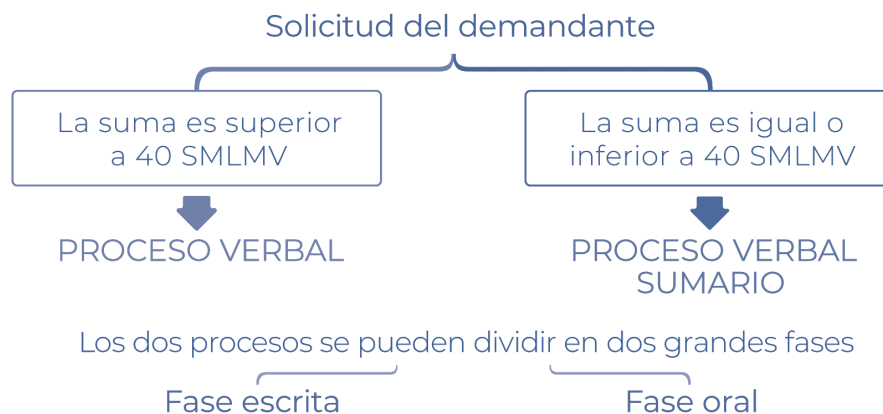 Solicitud del demandante
La suma es superior
a 40 SMLMV
La suma es igual o
inferior a 40 SMLMV
PROCESO VERBAL
PROCESO VERBAL
SUMARIO
Los dos procesos se pueden dividir en dos grandes fases
Fase escrita
Fase oral